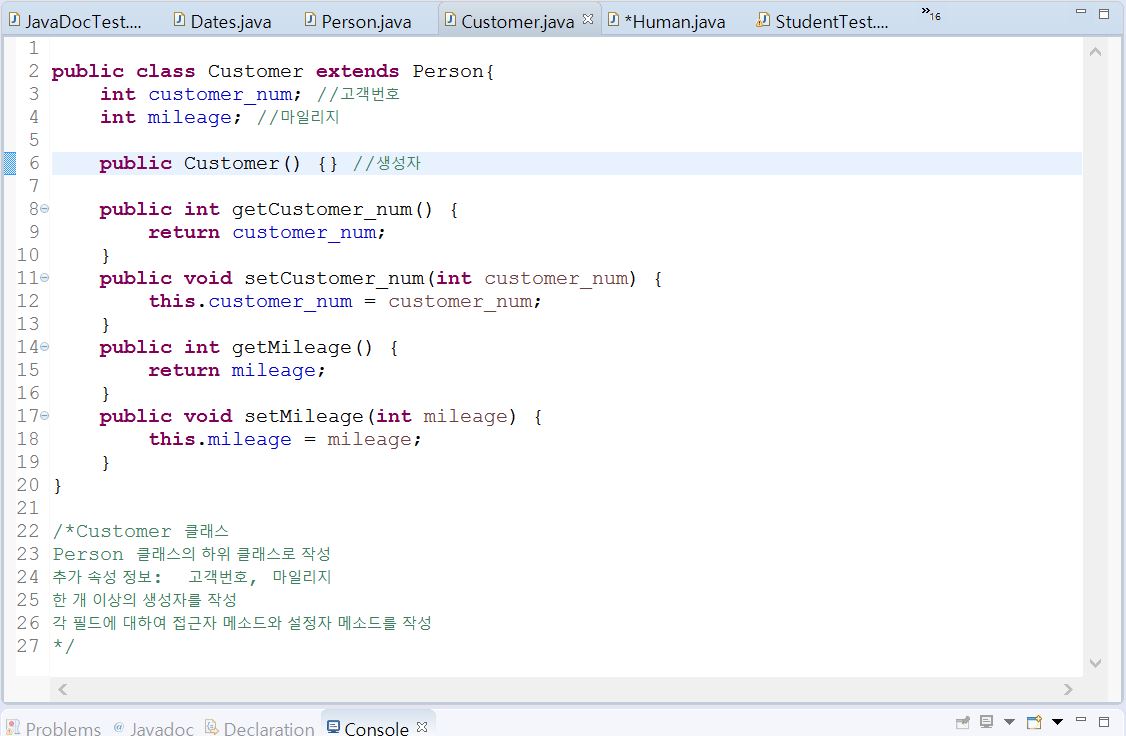 JavaDocTest....
Dates.java
Person.java
Customer.java
*Human.java
StudentTest....
»16
1
2 public class Customer extends Person{
3 int customer_num; //고객번호
4 int mileage; //마일리지
5
6 public Customer() {} //생성자
7
8 public int getCustomer_num() {
9 return customer_num;
10 }
11 public void setCustomer_num(int customer_num) {
12 this.customer_num = customer_num;
13 }
14 public int getMileage() {
15 return mileage;
16 }
17 public void setMileage(int mileage) {
18 this.mileage = mileage;
19 }
20 }
21
22 /*Customer 클래스
23 Person 클래스의 하위 클래스로 작성
24 추가 속성 정보: 고객번호, 마일리지
25 한 개 이상의 생성자를 작성
26 각 필드에 대하여 접근자 메소드와 설정자 메소드를 작성
27 */
Problems
@ Javadoc
Declaration
Console